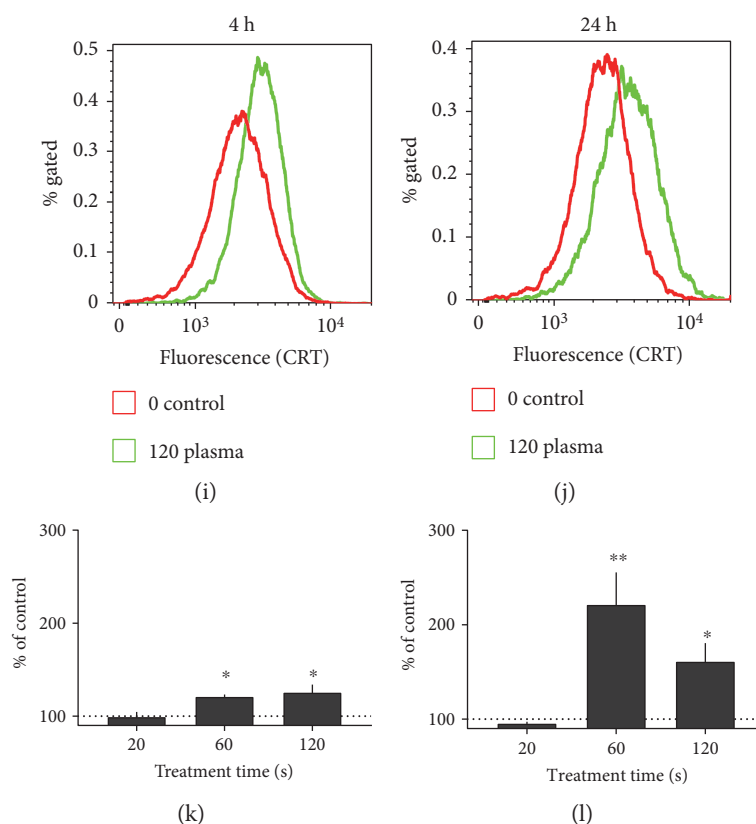 4 h
0.5
0.4
0.3
0.2
0.1
0
% gated
0 10³ 10⁴
Fluorescence (CRT)
0 control
120 plasma
(i)
24 h
0.4
0.3
0.2
0.1
0
% gated
0 10³ 10⁴
Fluorescence (CRT)
0 control
120 plasma
(j)
300
200
100
% of control
* *
20 60 120
Treatment time (s)
(k)
300
200
100
% of control
** *
20 60 120
Treatment time (s)
(l)